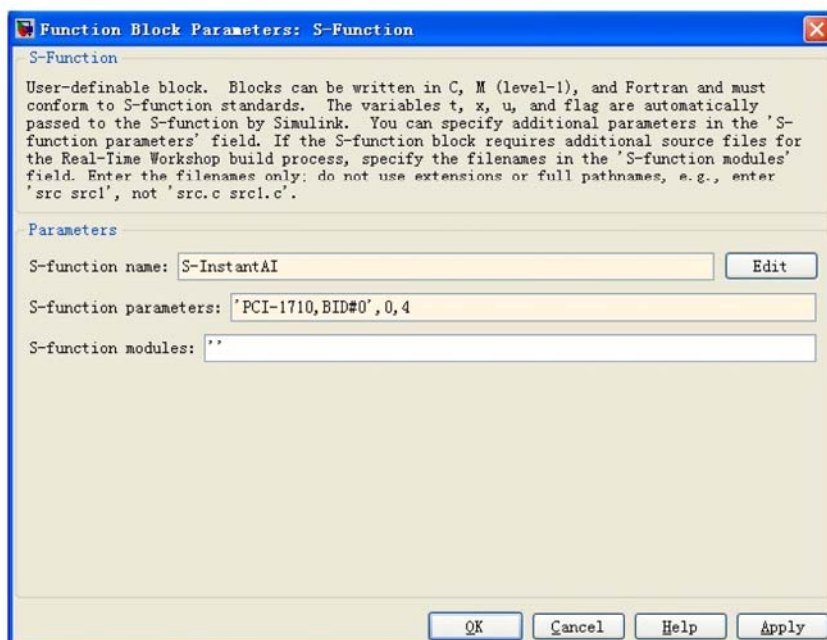 Function Block Parameters: S-Function
S-Function
User-definable block.  Blocks can be written in C, M (level-1), and Fortran and must
conform to S-function standards.  The variables t, x, u, and flag are automatically
passed to the S-function by Simulink.  You can specify additional parameters in the 'S-
function parameters' field. If the S-function block requires additional source files for
the Real-Time Workshop build process, specify the filenames in the 'S-function modules'
field. Enter the filenames only; do not use extensions or full pathnames, e.g., enter
'src src1', not 'src.c src1.c'.
Parameters
S-function name: S-InstantAI Edit
S-function parameters: 'PCI-1710,BID#0',0,4
S-function modules: ''
OK Cancel Help Apply